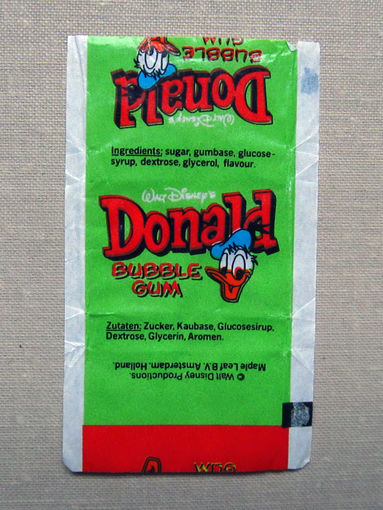 BUBBLE
GUM
Donald
WALT DISNEY'S
Ingredients: sugar, gumbase, glucose-
syrup, dextrose, glycerol, flavour.
WALT DISNEY'S
Donald
BUBBLE
GUM
Zutaten: Zucker, Kaubase, Glucosesirup,
Dextrose, Glycerin, Aromen.
© Walt Disney Productions.
Maple Leaf B.V. Amsterdam. Holland.
GUM